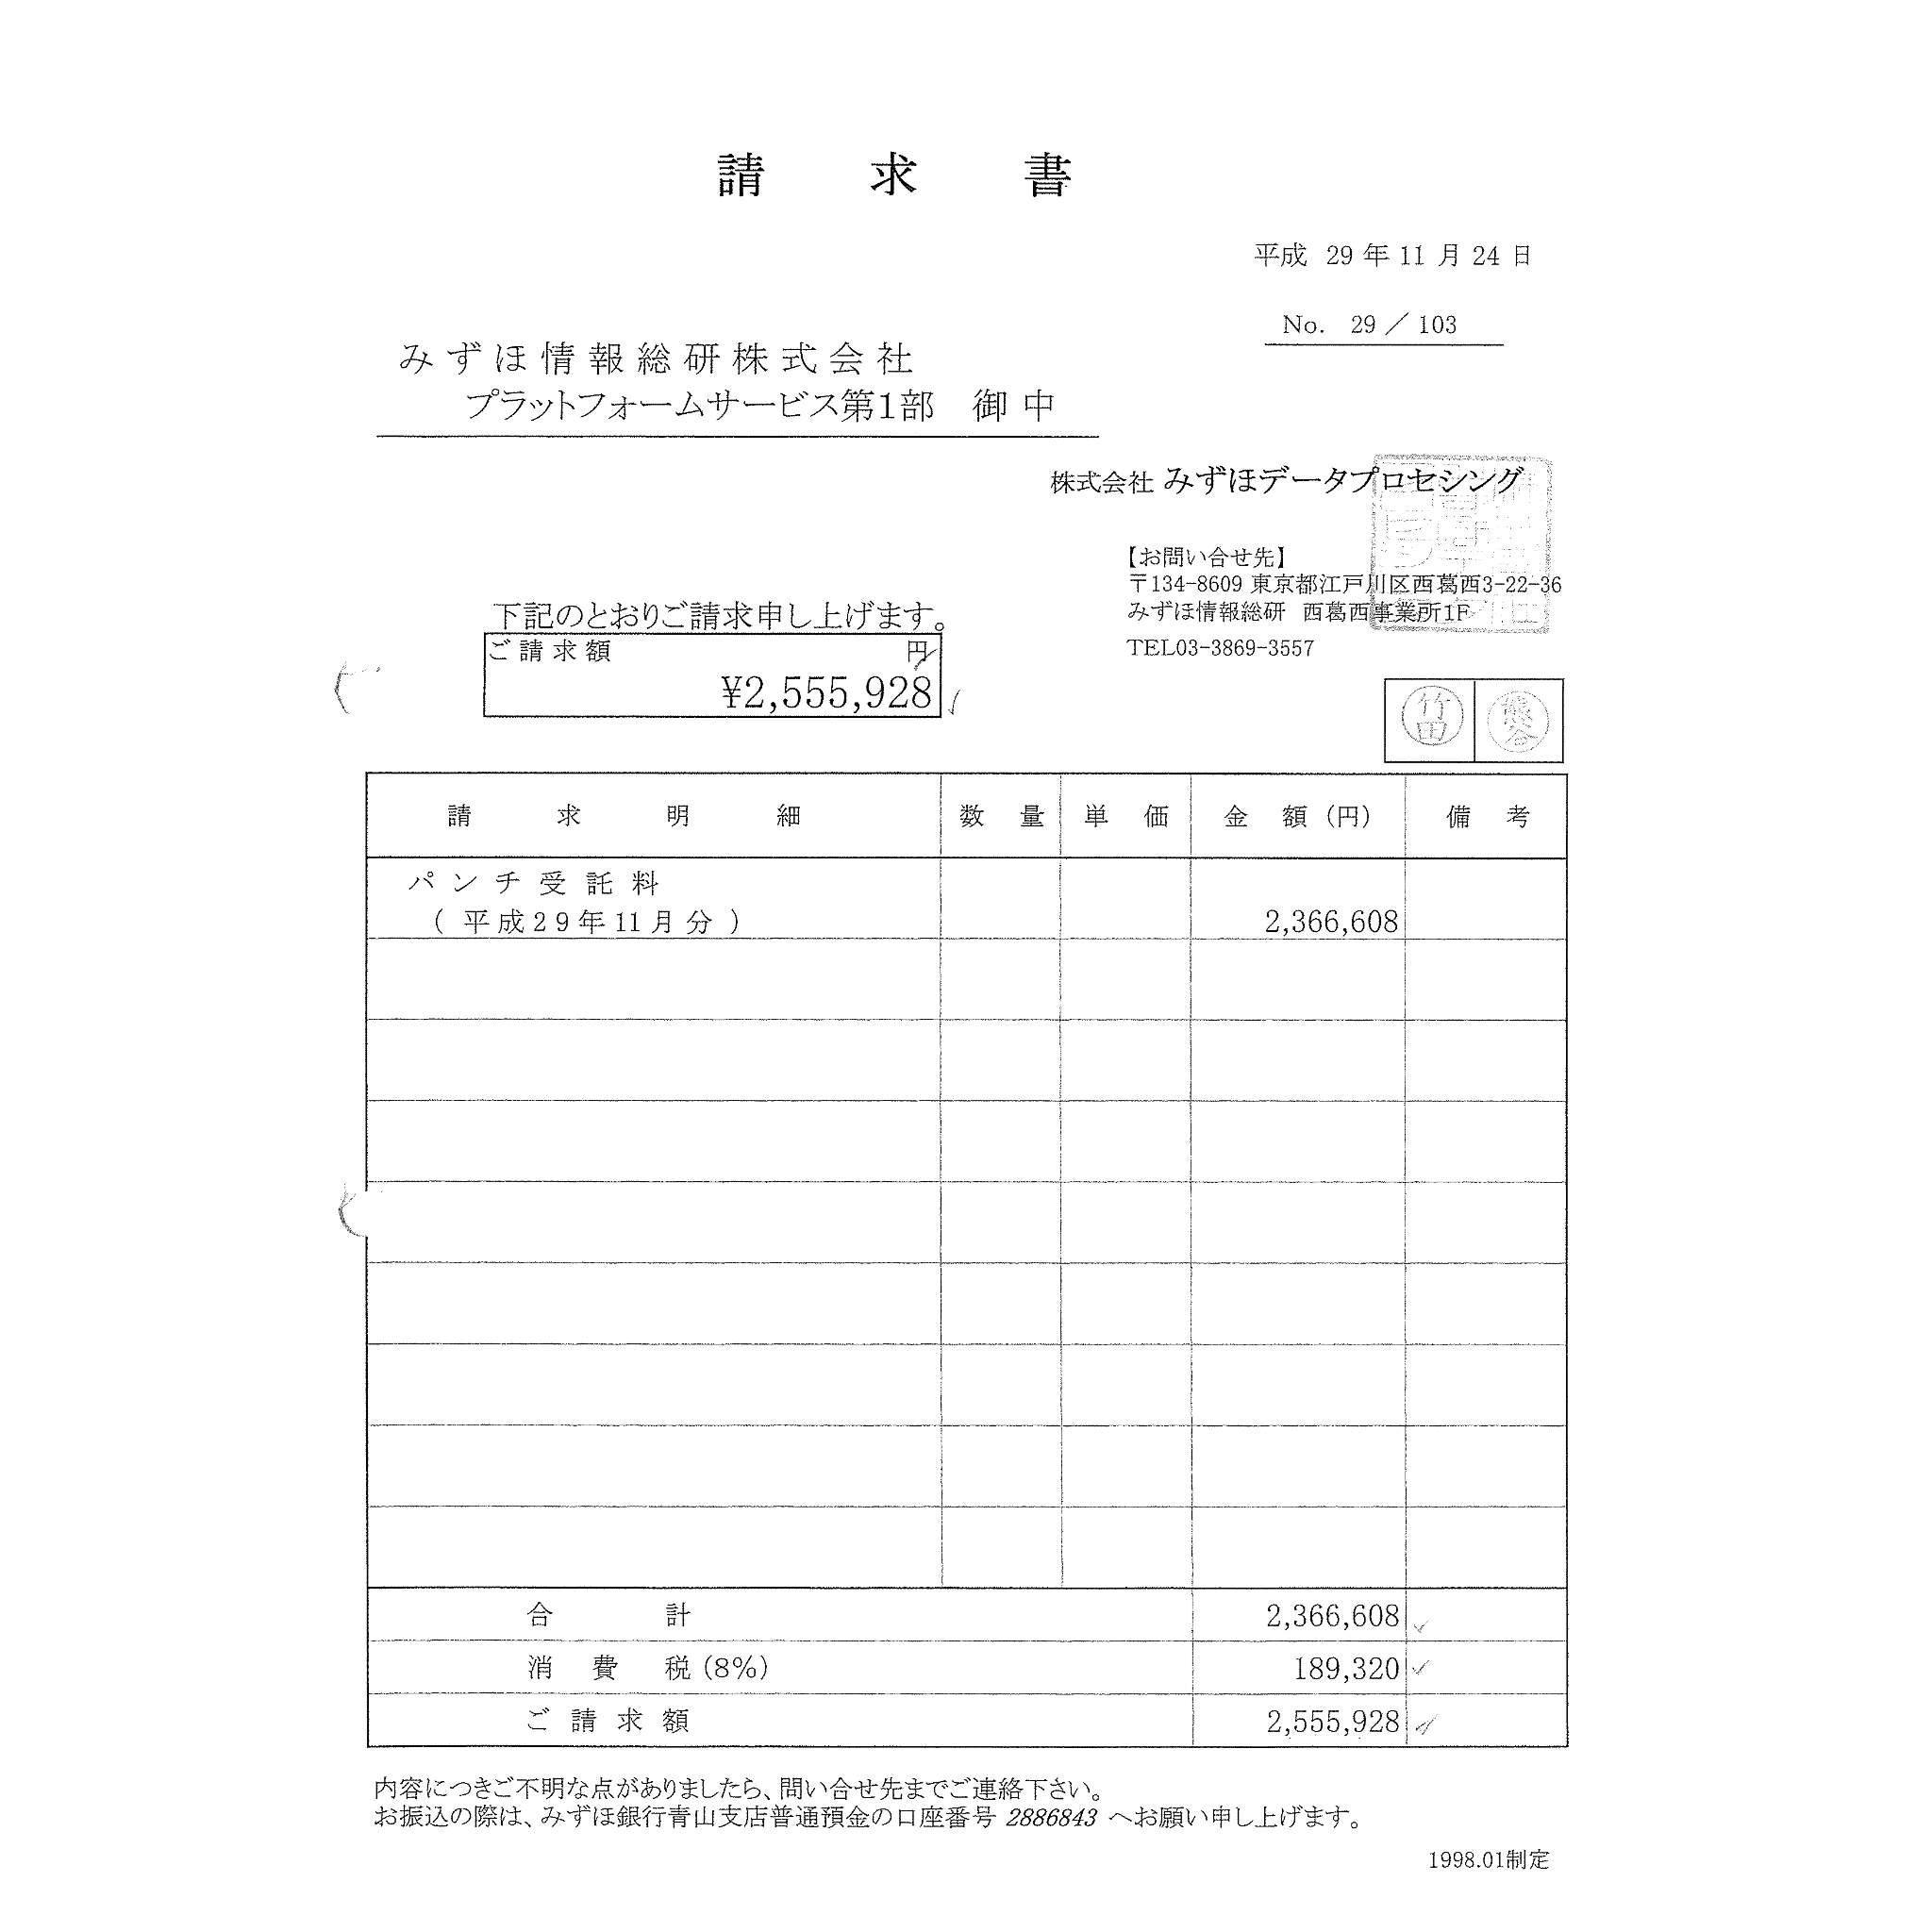 請求書
平成 29 年 11 月 24 日
No. 29 ／ 103
みずほ情報総研株式会社
プラットフォームサービス第1部 御中
株式会社 みずほデータプロセシング
【お問い合せ先】
〒134-8609 東京都江戸川区西葛西3-22-36
みずほ情報総研 西葛西事業所1F
TEL03-3869-3557
下記のとおりご請求申し上げます。
ご請求額 円
¥2,555,928
竹田 熊谷
請求明細 数量 単価 金額(円) 備考
パンチ受託料
(平成29年11月分) 2,366,608
合計 2,366,608
消費税(8%) 189,320
ご請求額 2,555,928
内容につきご不明な点がありましたら、問い合せ先までご連絡下さい。
お振込の際は、みずほ銀行青山支店普通預金の口座番号 2886843 へお願い申し上げます。
1998.01制定